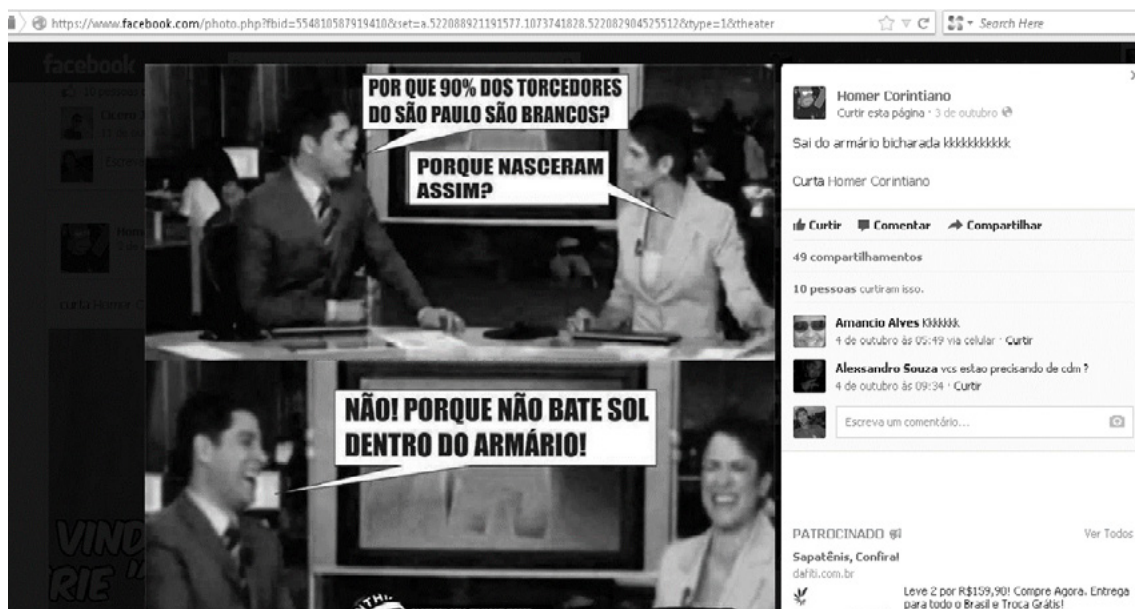 https://www.facebook.com/photo.php?fbid=554810587919410&set=a.522088921191577.1073741828.522082904525512&type=1&theater
Search Here
facebook
POR QUE 90% DOS TORCEDORES
DO SÃO PAULO SÃO BRANCOS?
PORQUE NASCERAM
ASSIM?
NÃO! PORQUE NÃO BATE SOL
DENTRO DO ARMÁRIO!
VIND
RIE "
Homer Corintiano
Curtir esta página · 3 de outubro
Sai do armário bicharada kkkkkkkkkkk
Curta Homer Corintiano
Curtir Comentar Compartilhar
49 compartilhamentos
10 pessoas curtiram isso.
Amancio Alves Kkkkkkk
4 de outubro às 05:49 via celular · Curtir
Alexsandro Souza vcs estao precisando de cdm ?
4 de outubro às 09:34 · Curtir
Escreva um comentário...
PATROCINADO
Ver Todos
Sapatênis, Confira!
dafiti.com.br
Leve 2 por R$159,90! Compre Agora. Entrega
para todo o Brasil e Troca Grátis!